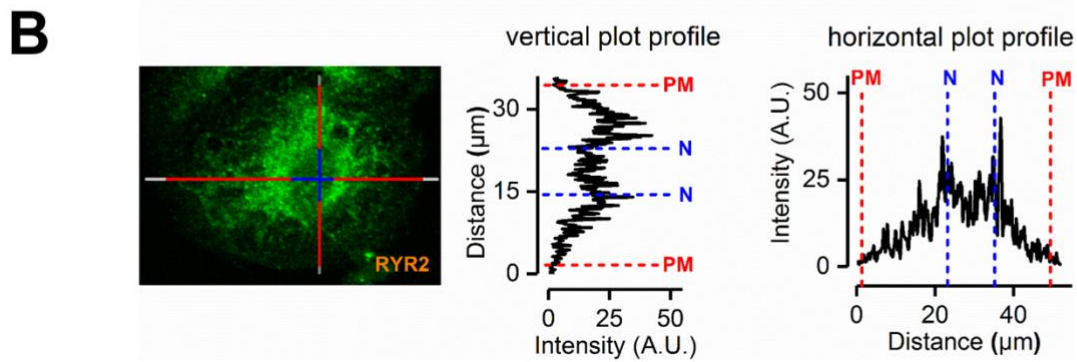 B
vertical plot profile
horizontal plot profile
RYR2
Distance (µm)
30
15
0
PM
N
N
PM
0 25 50
Intensity (A.U.)
Intensity (A.U.)
50
25
0
PM N N PM
0 20 40
Distance (µm)